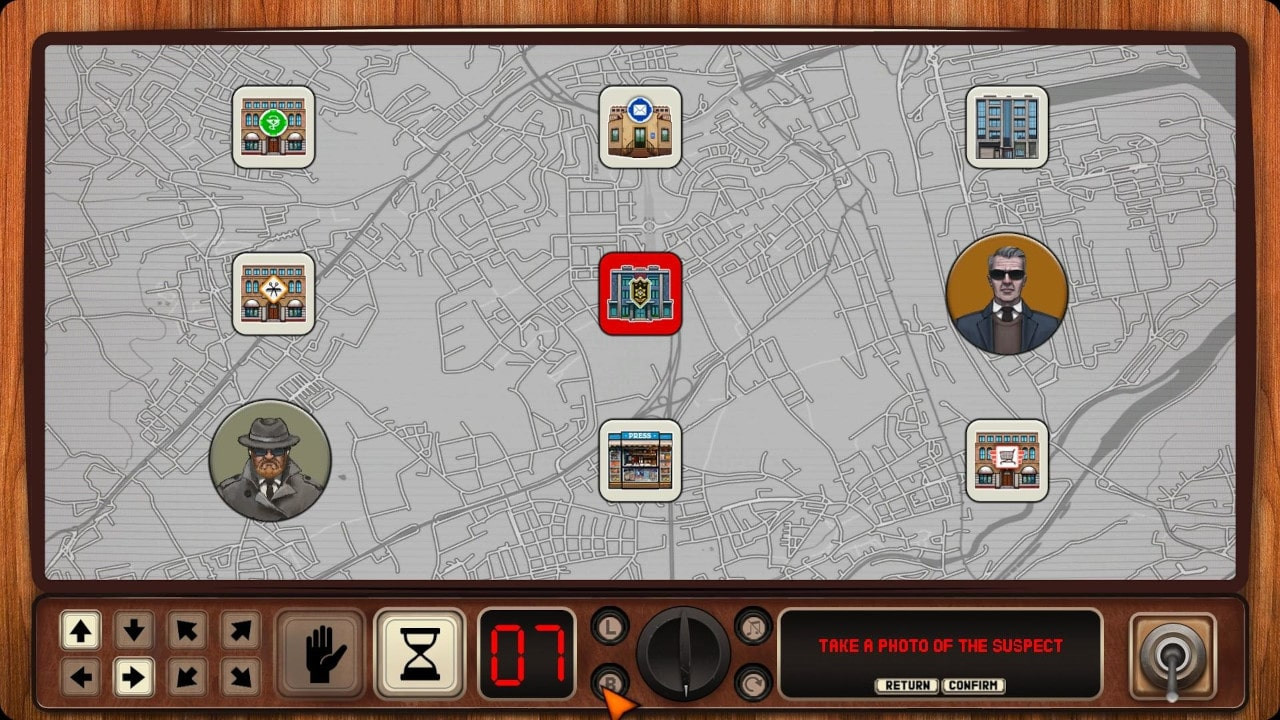 PRESS
07
L
R
TAKE A PHOTO OF THE SUSPECT
RETURN CONFIRM